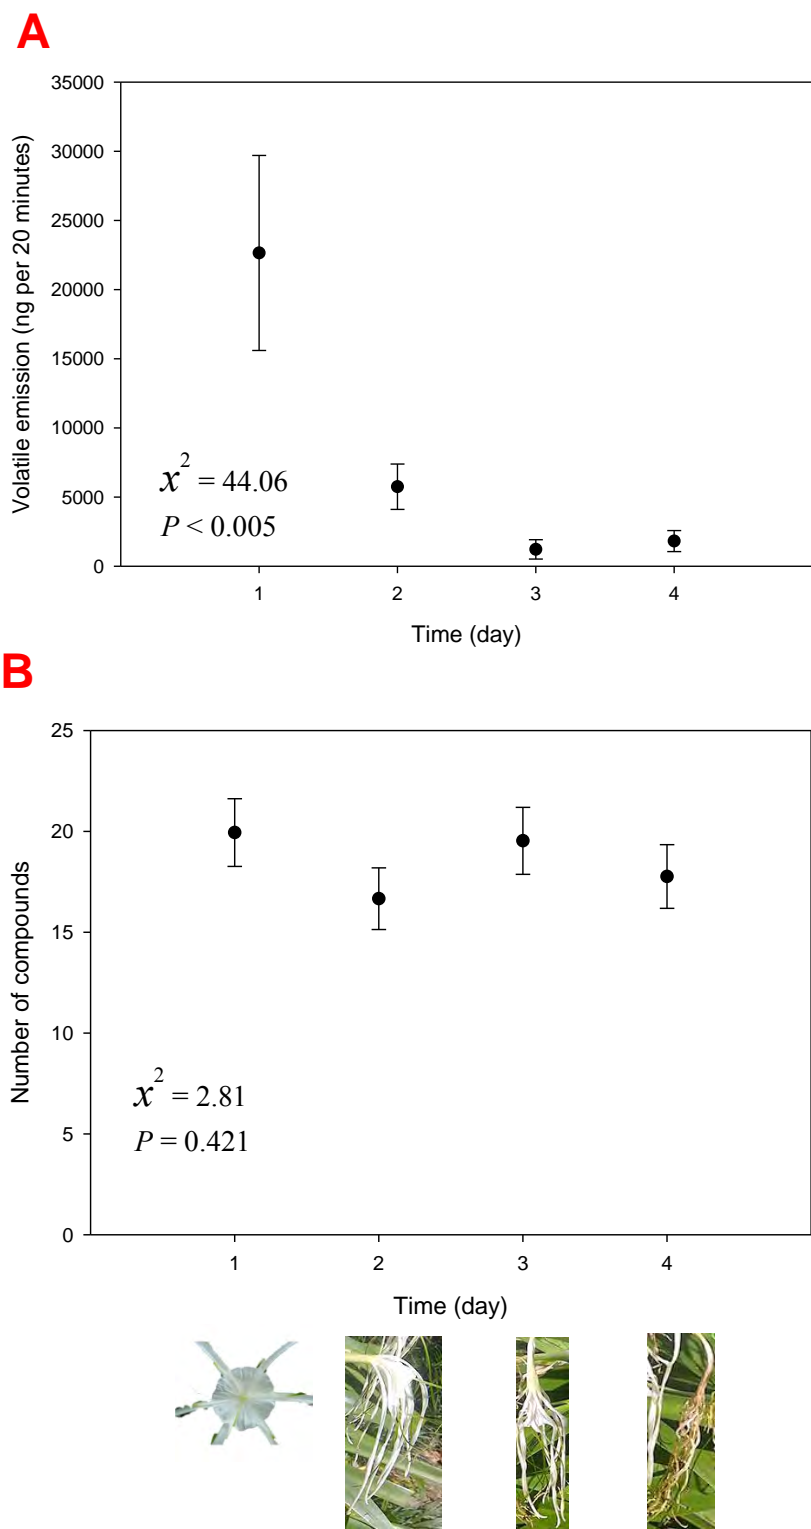 A
35000
30000
25000
20000
15000
10000
5000
0
Volatile emission (ng per 20 minutes)
x² = 44.06
P < 0.005
1 2 3 4
Time (day)
B
25
20
15
10
5
0
Number of compounds
x² = 2.81
P = 0.421
1 2 3 4
Time (day)